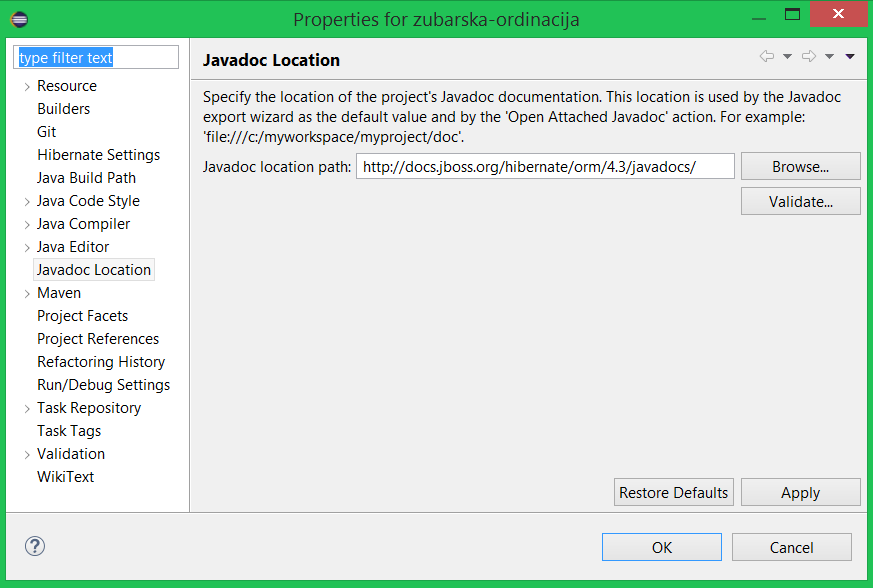 Properties for zubarska-ordinacija
type filter text
Resource
Builders
Git
Hibernate Settings
Java Build Path
Java Code Style
Java Compiler
Java Editor
Javadoc Location
Maven
Project Facets
Project References
Refactoring History
Run/Debug Settings
Task Repository
Task Tags
Validation
WikiText
Javadoc Location
Specify the location of the project's Javadoc documentation. This location is used by the Javadoc
export wizard as the default value and by the 'Open Attached Javadoc' action. For example:
'file:///c:/myworkspace/myproject/doc'.
Javadoc location path: http://docs.jboss.org/hibernate/orm/4.3/javadocs/ Browse...
Validate...
Restore Defaults Apply
? OK Cancel